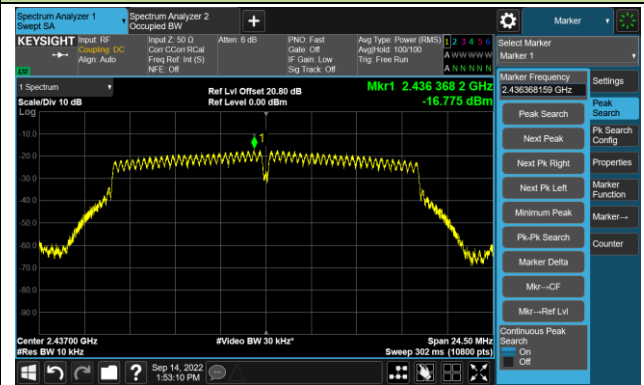 Spectrum Analyzer 1
Swept SA
Spectrum Analyzer 2
Occupied BW
+
Marker
KEYSIGHT
Input: RF
Coupling: DC
Align: Auto
Input Z: 50 Ω
Corr CCorr RCal
Freq Ref: Int (S)
NFE: Off
Atten: 6 dB
PNO: Fast
Gate: Off
IF Gain: Low
Sig Track: Off
Avg Type: Power (RMS)
Avg|Hold: 100/100
Trig: Free Run
1 2 3 4 5 6
A W W W W W
A N N N N N
LXI
Select Marker
Marker 1
1 Spectrum
Scale/Div 10 dB
Log
Ref Lvl Offset 20.80 dB
Ref Level 0.00 dBm
Mkr1 2.436 368 2 GHz
-16.775 dBm
1
-10.0
-20.0
-30.0
-40.0
-50.0
-60.0
-70.0
-80.0
-90.0
Center 2.43700 GHz
#Res BW 10 kHz
#Video BW 30 kHz*
Span 24.50 MHz
Sweep 302 ms (10800 pts)
Marker Frequency
2.436368159 GHz
Peak Search
Next Peak
Next Pk Right
Next Pk Left
Minimum Peak
Pk-Pk Search
Marker Delta
Mkr→CF
Mkr→Ref Lvl
Continuous Peak
Search
On
Off
Settings
Peak
Search
Pk Search
Config
Properties
Marker
Function
Marker→
Counter
?
Sep 14, 2022
1:53:10 PM